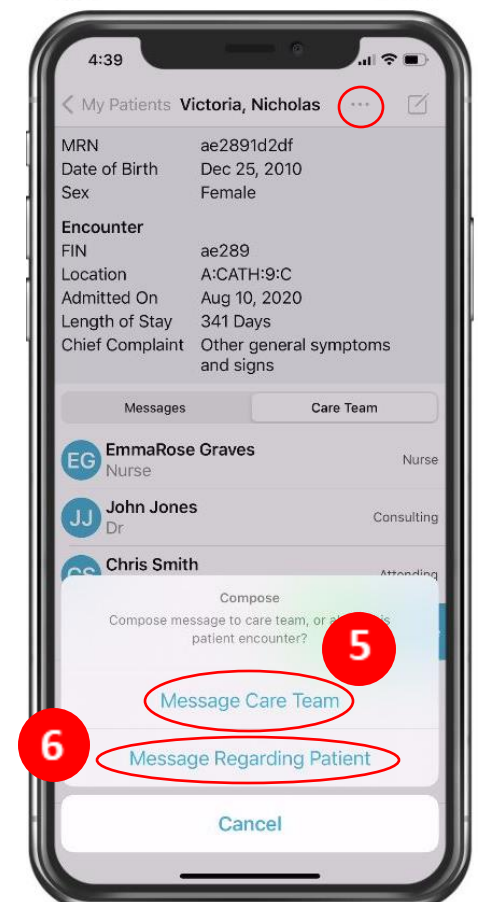 4:39
My Patients Victoria, Nicholas ...
MRN ae2891d2df
Date of Birth Dec 25, 2010
Sex Female
Encounter
FIN ae289
Location A:CATH:9:C
Admitted On Aug 10, 2020
Length of Stay 341 Days
Chief Complaint Other general symptoms
and signs
Messages Care Team
EG EmmaRose Graves
Nurse Nurse
JJ John Jones
Dr Consulting
CS Chris Smith
Attending
Compose
Compose message to care team, or
patient encounter?
5
Message Care Team
6
Message Regarding Patient
Cancel